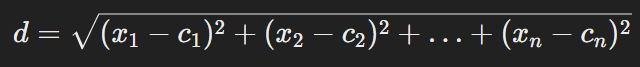 d = √(x₁ − c₁)² + (x₂ − c₂)² + … + (xₙ − cₙ)²